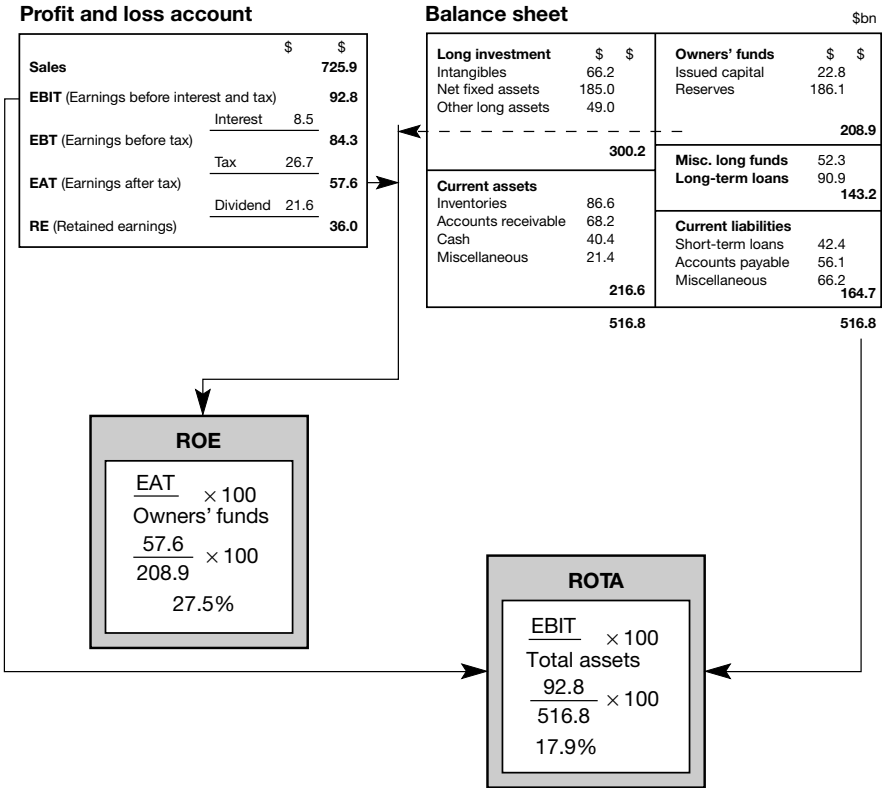 Profit and loss account
$ $
Sales 725.9
EBIT (Earnings before interest and tax) 92.8
Interest 8.5
EBT (Earnings before tax) 84.3
Tax 26.7
EAT (Earnings after tax) 57.6
Dividend 21.6
RE (Retained earnings) 36.0
Balance sheet
$bn
Long investment $ $
Intangibles 66.2
Net fixed assets 185.0
Other long assets 49.0
300.2
Current assets
Inventories 86.6
Accounts receivable 68.2
Cash 40.4
Miscellaneous 21.4
216.6
516.8
Owners’ funds $ $
Issued capital 22.8
Reserves 186.1
208.9
Misc. long funds 52.3
Long-term loans 90.9
143.2
Current liabilities
Short-term loans 42.4
Accounts payable 56.1
Miscellaneous 66.2
164.7
516.8
ROE
EAT × 100
Owners’ funds
57.6 × 100
208.9
27.5%
ROTA
EBIT × 100
Total assets
92.8 × 100
516.8
17.9%